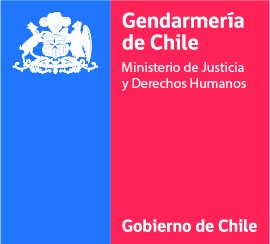 Gendarmería
de Chile
Ministerio de Justicia
y Derechos Humanos
Gobierno de Chile